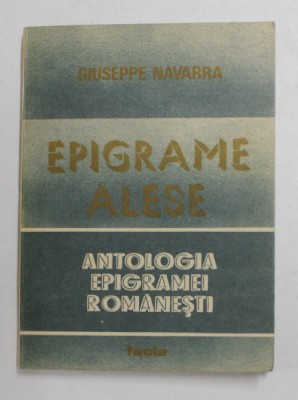 GIUSEPPE NAVARRA
EPIGRAME
ALESE
ANTOLOGIA
EPIGRAMEI
ROMÂNEȘTI
facla